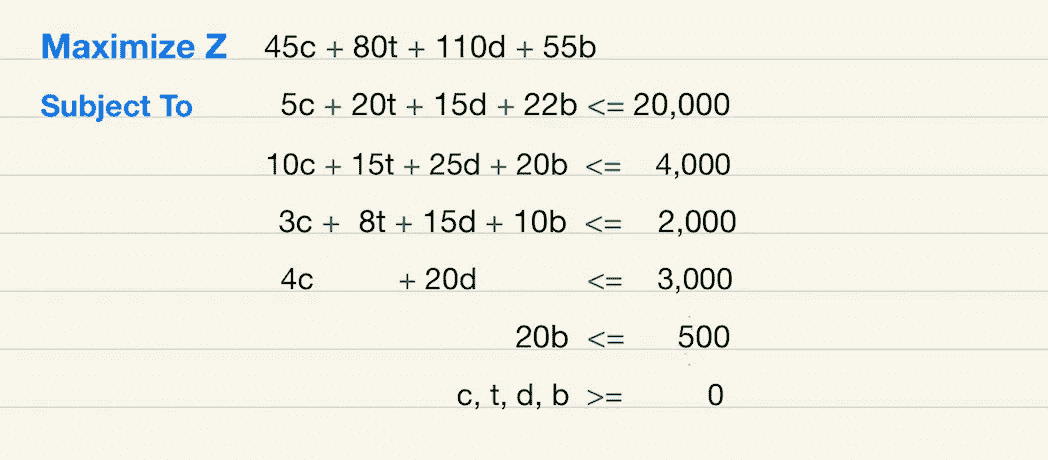 Maximize Z 45c + 80t + 110d + 55b
Subject To 5c + 20t + 15d + 22b <= 20,000
10c + 15t + 25d + 20b <= 4,000
3c + 8t + 15d + 10b <= 2,000
4c + 20d <= 3,000
20b <= 500
c, t, d, b >= 0